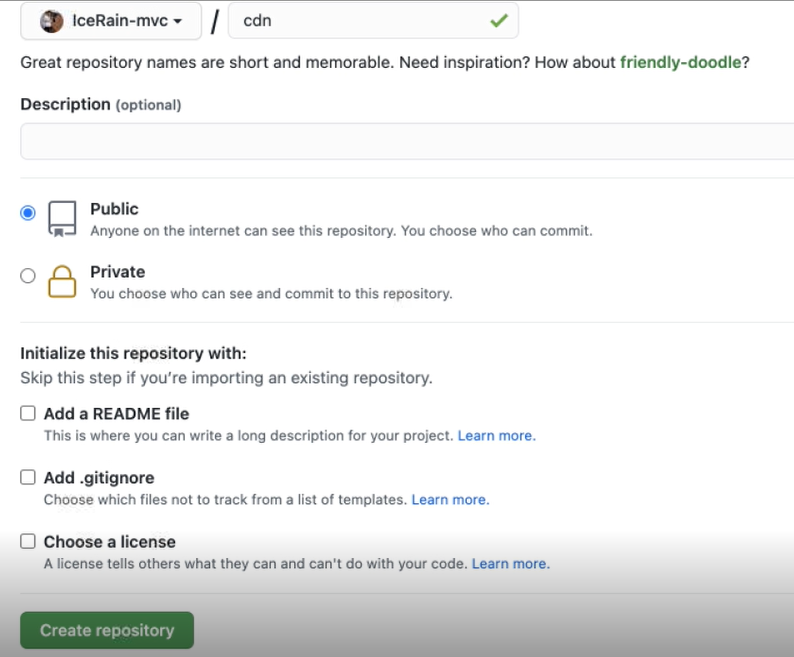 IceRain-mvc / cdn
Great repository names are short and memorable. Need inspiration? How about friendly-doodle?
Description (optional)
Public
Anyone on the internet can see this repository. You choose who can commit.
Private
You choose who can see and commit to this repository.
Initialize this repository with:
Skip this step if you’re importing an existing repository.
Add a README file
This is where you can write a long description for your project. Learn more.
Add .gitignore
Choose which files not to track from a list of templates. Learn more.
Choose a license
A license tells others what they can and can't do with your code. Learn more.
Create repository